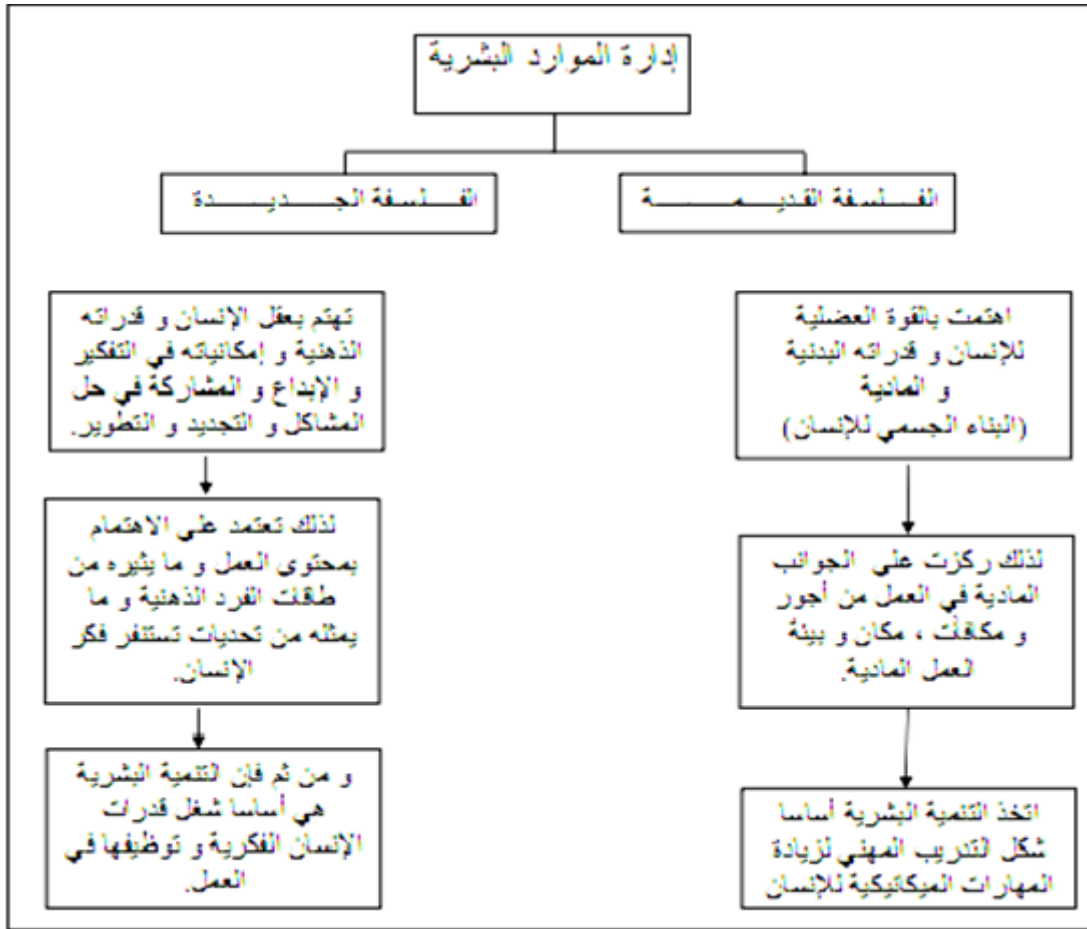 إدارة الموارد البشرية
الفلسفة القديمة
الفلسفة الجديدة
اهتمت بالقوة العضلية
للإنسان و قدراته البدنية
و المادية
(البناء الجسمي للإنسان)
لذلك ركزت على الجوانب
المادية في العمل من أجور
و مكافآت ، مكان و بيئة
العمل المادية.
اتخذ التنمية البشرية أساسا
شكل التدريب المهني لزيادة
المهارات الميكانيكية للإنسان
تهتم بعقل الإنسان و قدراته
الذهنية و إمكانياته في التفكير
و الإبداع و المشاركة في حل
المشاكل و التجديد و التطوير.
لذلك تعتمد على الاهتمام
بمحتوى العمل و ما يثيره من
طاقات الفرد الذهنية و ما
يمثله من تحديات تستنفر فكر
الإنسان.
و من ثم فإن التنمية البشرية
هي أساسا شغل قدرات
الإنسان الفكرية و توظيفها في
العمل.